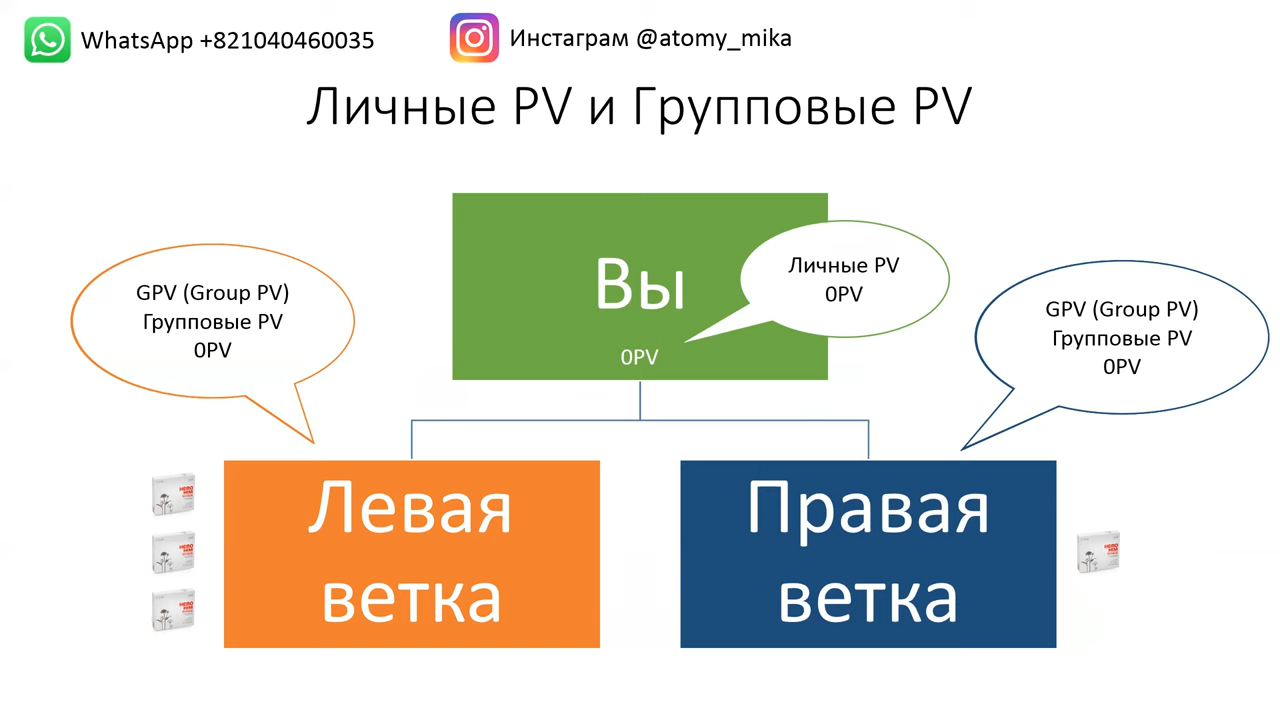 WhatsApp +821040460035
Инстаграм @atomy_mika
Личные PV и Групповые PV
Вы
0PV
Личные PV
0PV
GPV (Group PV)
Групповые PV
0PV
GPV (Group PV)
Групповые PV
0PV
Левая
ветка
Правая
ветка